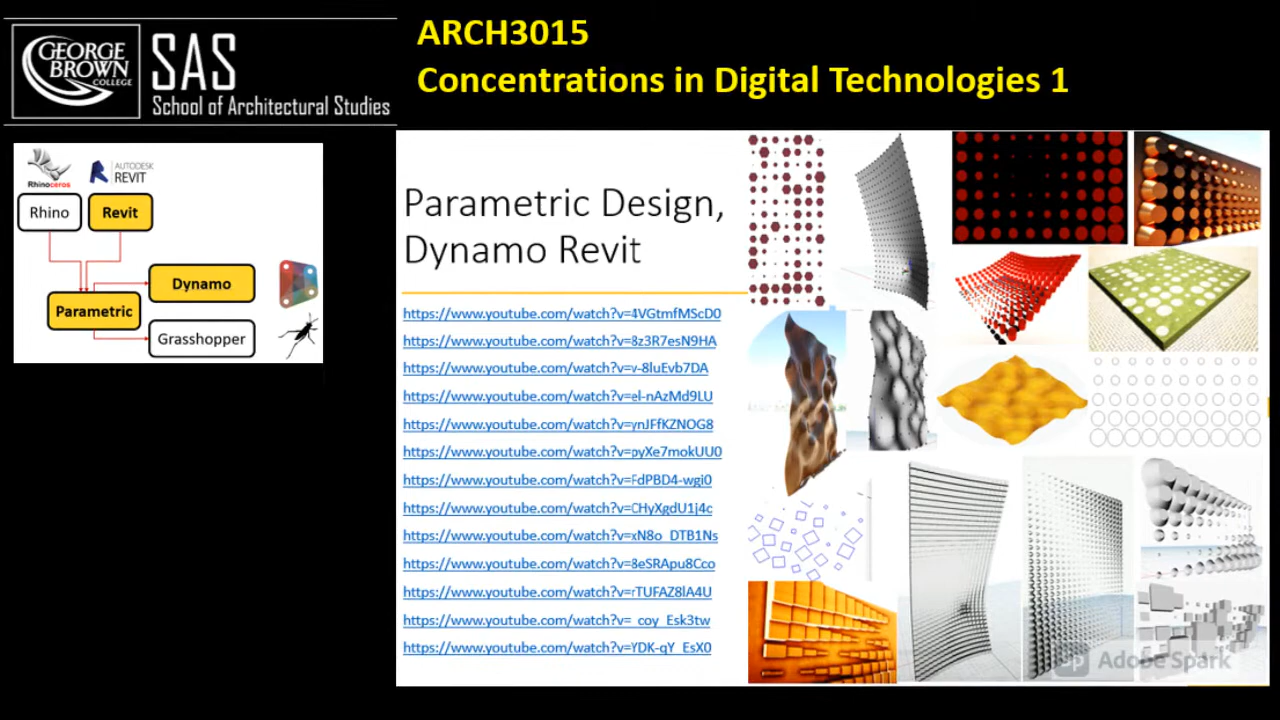 GEORGE
BROWN
COLLEGE
SAS
School of Architectural Studies
ARCH3015
Concentrations in Digital Technologies 1
Rhinoceros
AUTODESK
REVIT
Rhino
Revit
Dynamo
Parametric
Grasshopper
Parametric Design,
Dynamo Revit
https://www.youtube.com/watch?v=4VGtmfMScD0
https://www.youtube.com/watch?v=8z3R7esN9HA
https://www.youtube.com/watch?v=v-8luEvb7DA
https://www.youtube.com/watch?v=el-nAzMd9LU
https://www.youtube.com/watch?v=ynJFfKZNOG8
https://www.youtube.com/watch?v=pyXe7mokUU0
https://www.youtube.com/watch?v=FdPBD4-wgi0
https://www.youtube.com/watch?v=CHyXgdU1j4c
https://www.youtube.com/watch?v=xN8o_DTB1Ns
https://www.youtube.com/watch?v=8eSRApu8Cco
https://www.youtube.com/watch?v=rTUFAZ8lA4U
https://www.youtube.com/watch?v=_coy_Esk3tw
https://www.youtube.com/watch?v=YDK-qY_EsX0
Adobe Spark